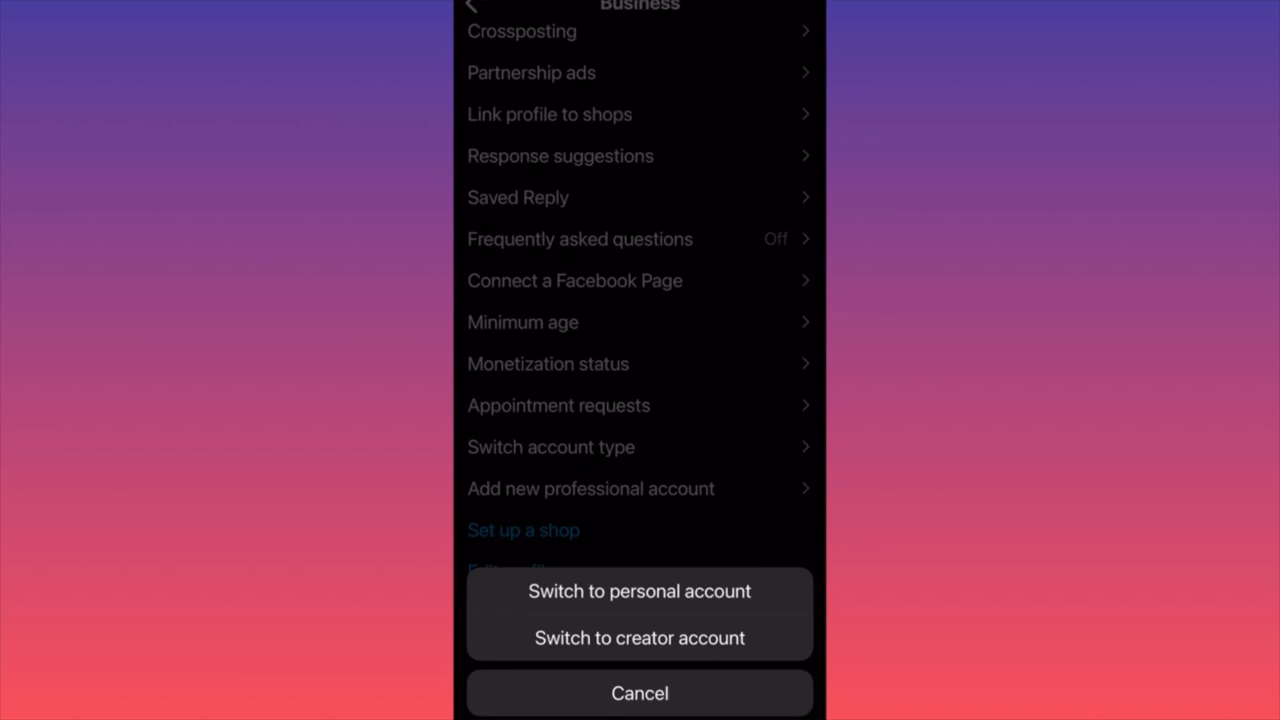 Business
Crossposting
Partnership ads
Link profile to shops
Response suggestions
Saved Reply
Frequently asked questions Off
Connect a Facebook Page
Minimum age
Monetization status
Appointment requests
Switch account type
Add new professional account
Set up a shop
Switch to personal account
Switch to creator account
Cancel